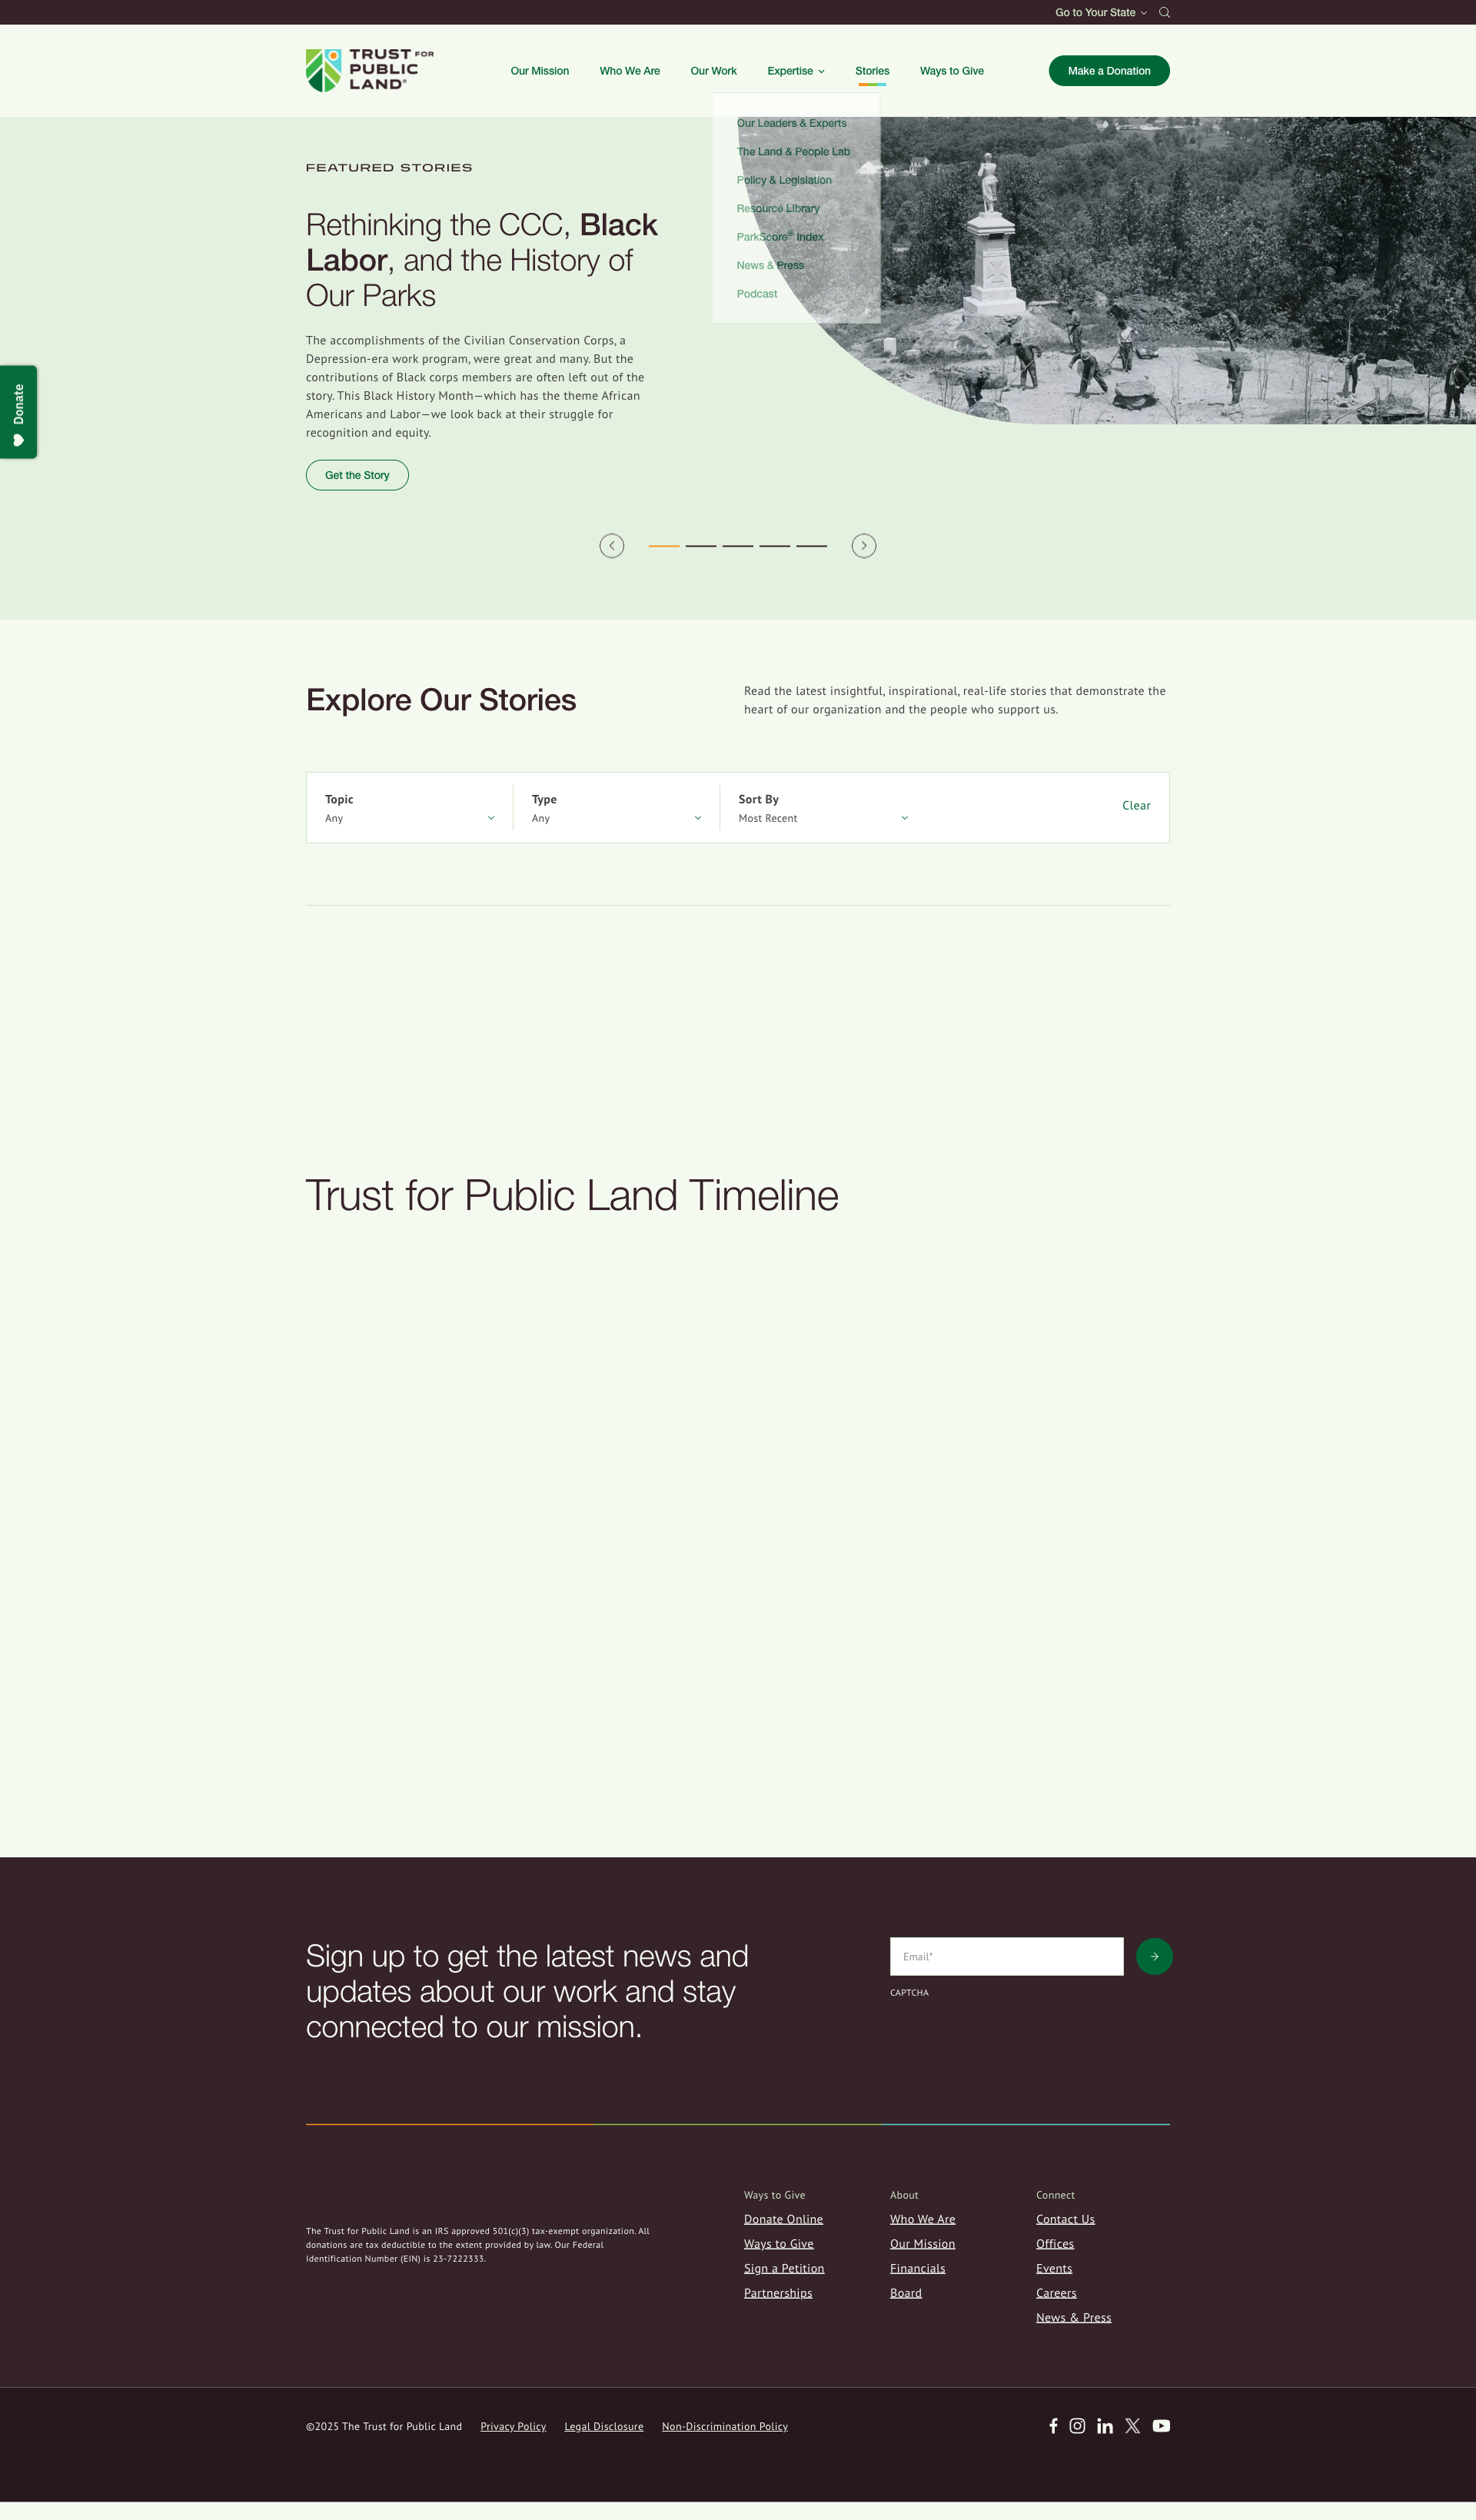 Go to Your State
TRUST FOR
PUBLIC
LAND®
Our Mission
Who We Are
Our Work
Expertise
Stories
Ways to Give
Make a Donation
Our Leaders & Experts
The Land & People Lab
Policy & Legislation
Resource Library
ParkScore® Index
News & Press
Podcast
FEATURED STORIES
Rethinking the CCC, Black
Labor, and the History of
Our Parks
The accomplishments of the Civilian Conservation Corps, a
Depression-era work program, were great and many. But the
contributions of Black corps members are often left out of the
story. This Black History Month—which has the theme African
Americans and Labor—we look back at their struggle for
recognition and equity.
Donate
Get the Story
Explore Our Stories
Read the latest insightful, inspirational, real-life stories that demonstrate the
heart of our organization and the people who support us.
Topic
Any
Type
Any
Sort By
Most Recent
Clear
Trust for Public Land Timeline
Sign up to get the latest news and
updates about our work and stay
connected to our mission.
Email*
CAPTCHA
The Trust for Public Land is an IRS approved 501(c)(3) tax-exempt organization. All
donations are tax deductible to the extent provided by law. Our Federal
Identification Number (EIN) is 23-7222333.
Ways to Give
Donate Online
Ways to Give
Sign a Petition
Partnerships
About
Who We Are
Our Mission
Financials
Board
Connect
Contact Us
Offices
Events
Careers
News & Press
©2025 The Trust for Public Land
Privacy Policy
Legal Disclosure
Non-Discrimination Policy